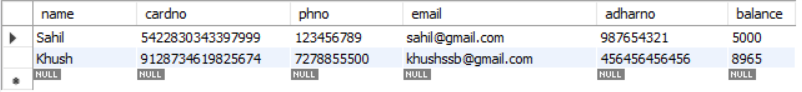 name cardno phno email adharno balance
Sahil 5422830343397999 123456789 sahil@gmail.com 987654321 5000
Khush 9128734619825674 7278855500 khushssb@gmail.com 456456456456 8965
NULL NULL NULL NULL NULL NULL